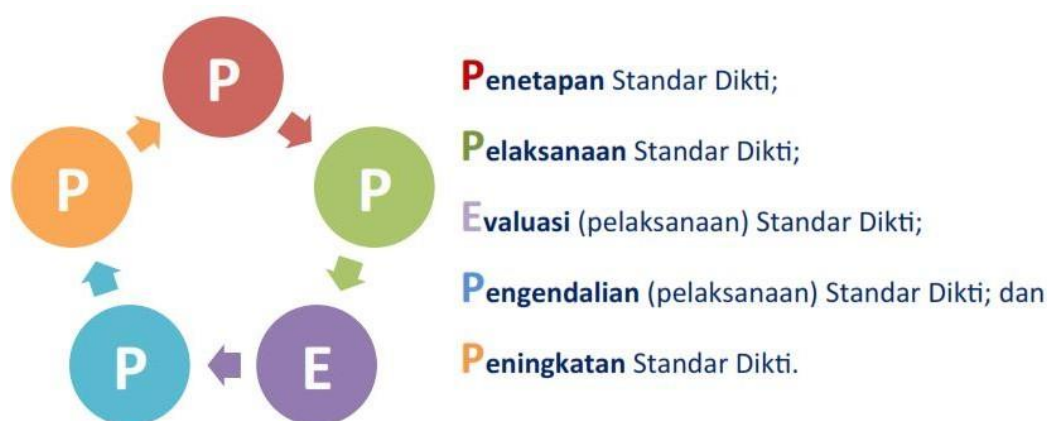 P
P
P
P
E
Penetapan Standar Dikti;
Pelaksanaan Standar Dikti;
Evaluasi (pelaksanaan) Standar Dikti;
Pengendalian (pelaksanaan) Standar Dikti; dan
Peningkatan Standar Dikti.